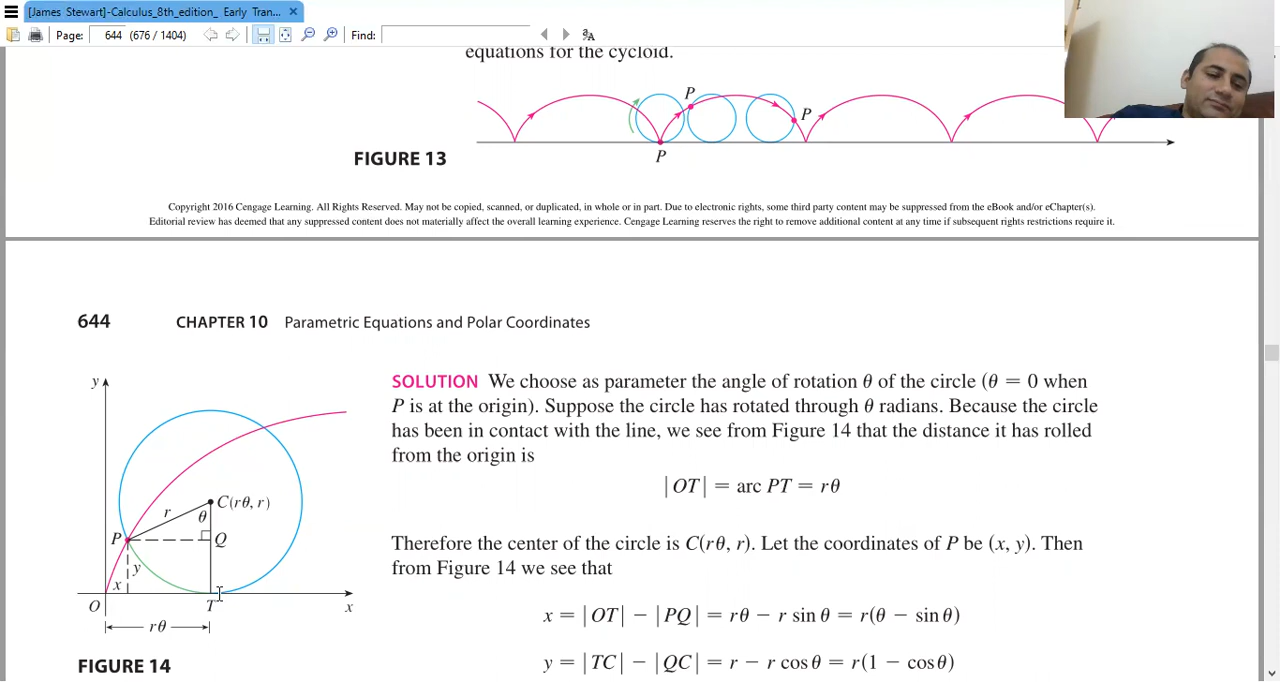 [James Stewart]-Calculus_8th_edition_ Early Tran... ×
Page: 644 (676 / 1404) Find:
equations for the cycloid.
P
P
P
FIGURE 13
Copyright 2016 Cengage Learning. All Rights Reserved. May not be copied, scanned, or duplicated, in whole or in part. Due to electronic rights, some third party content may be suppressed from the eBook and/or eChapter(s).
Editorial review has deemed that any suppressed content does not materially affect the overall learning experience. Cengage Learning reserves the right to remove additional content at any time if subsequent rights restrictions require it.
644 CHAPTER 10 Parametric Equations and Polar Coordinates
y
r
C(rθ, r)
θ
P
Q
y
x
O
T
x
rθ
FIGURE 14
SOLUTION We choose as parameter the angle of rotation θ of the circle (θ = 0 when
P is at the origin). Suppose the circle has rotated through θ radians. Because the circle
has been in contact with the line, we see from Figure 14 that the distance it has rolled
from the origin is
|OT| = arc PT = rθ
Therefore the center of the circle is C(rθ, r). Let the coordinates of P be (x, y). Then
from Figure 14 we see that
x = |OT| − |PQ| = rθ − r sin θ = r(θ − sin θ)
y = |TC| − |QC| = r − r cos θ = r(1 − cos θ)